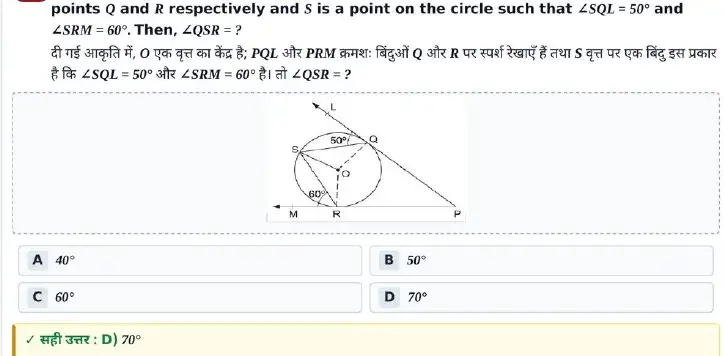 points Q and R respectively and S is a point on the circle such that ∠SQL = 50° and
∠SRM = 60°. Then, ∠QSR = ?
दी गई आकृति में, O एक वृत्त का केंद्र है; PQL और PRM क्रमशः बिंदुओं Q और R पर स्पर्श रेखाएँ हैं तथा S वृत्त पर एक बिंदु इस प्रकार
है कि ∠SQL = 50° और ∠SRM = 60° है। तो ∠QSR = ?
L
50° Q
S
O
60°
M R P
A 40°
B 50°
C 60°
D 70°
✓ सही उत्तर : D) 70°